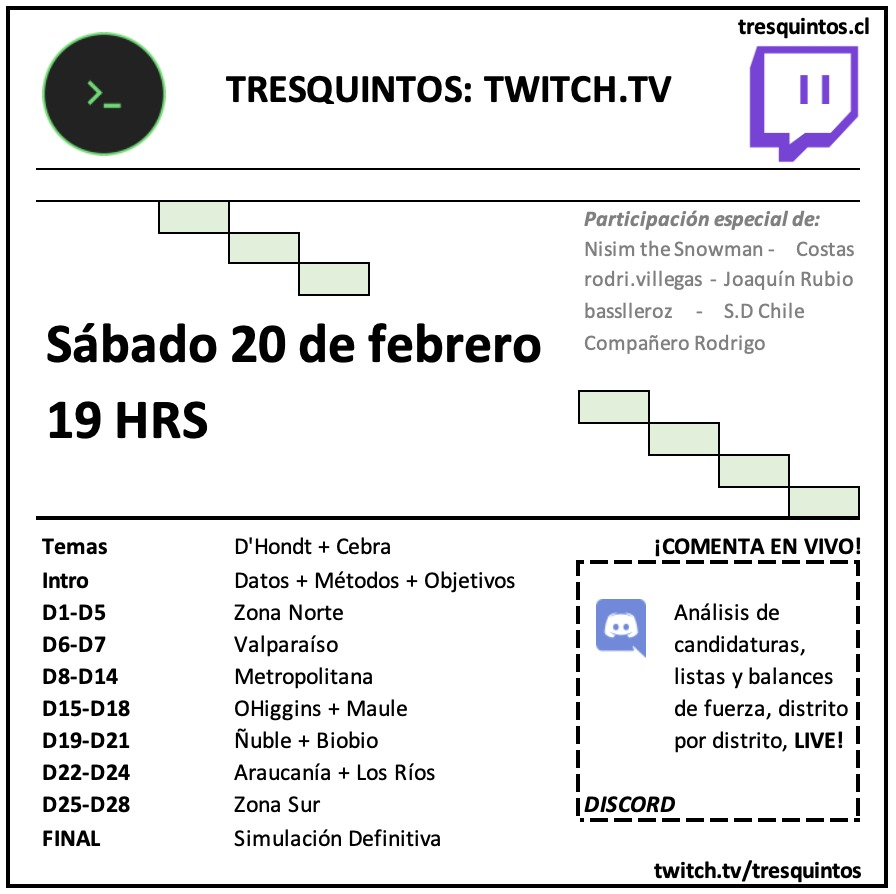 tresquintos.cl
>_
TRESQUINTOS: TWITCH.TV
Participación especial de:
Nisim the Snowman - Costas
rodri.villegas - Joaquín Rubio
basslleroz - S.D Chile
Compañero Rodrigo
Sábado 20 de febrero
19 HRS
Temas D'Hondt + Cebra
Intro Datos + Métodos + Objetivos
D1-D5 Zona Norte
D6-D7 Valparaíso
D8-D14 Metropolitana
D15-D18 OHiggins + Maule
D19-D21 Ñuble + Biobio
D22-D24 Araucanía + Los Ríos
D25-D28 Zona Sur
FINAL Simulación Definitiva
¡COMENTA EN VIVO!
Análisis de
candidaturas,
listas y balances
de fuerza, distrito
por distrito, LIVE!
DISCORD
twitch.tv/tresquintos